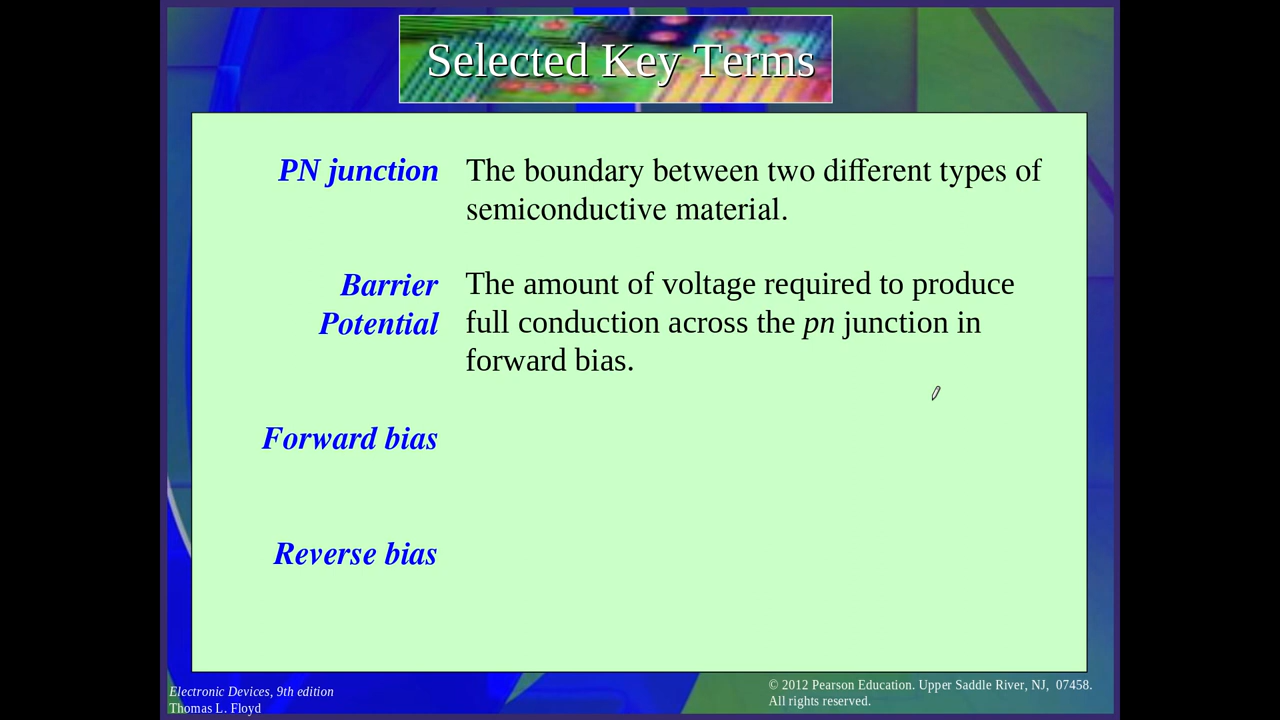 Selected Key Terms
PN junction
The boundary between two different types of
semiconductive material.
Barrier
Potential
The amount of voltage required to produce
full conduction across the pn junction in
forward bias.
Forward bias
Reverse bias
Electronic Devices, 9th edition
Thomas L. Floyd
© 2012 Pearson Education. Upper Saddle River, NJ, 07458.
All rights reserved.